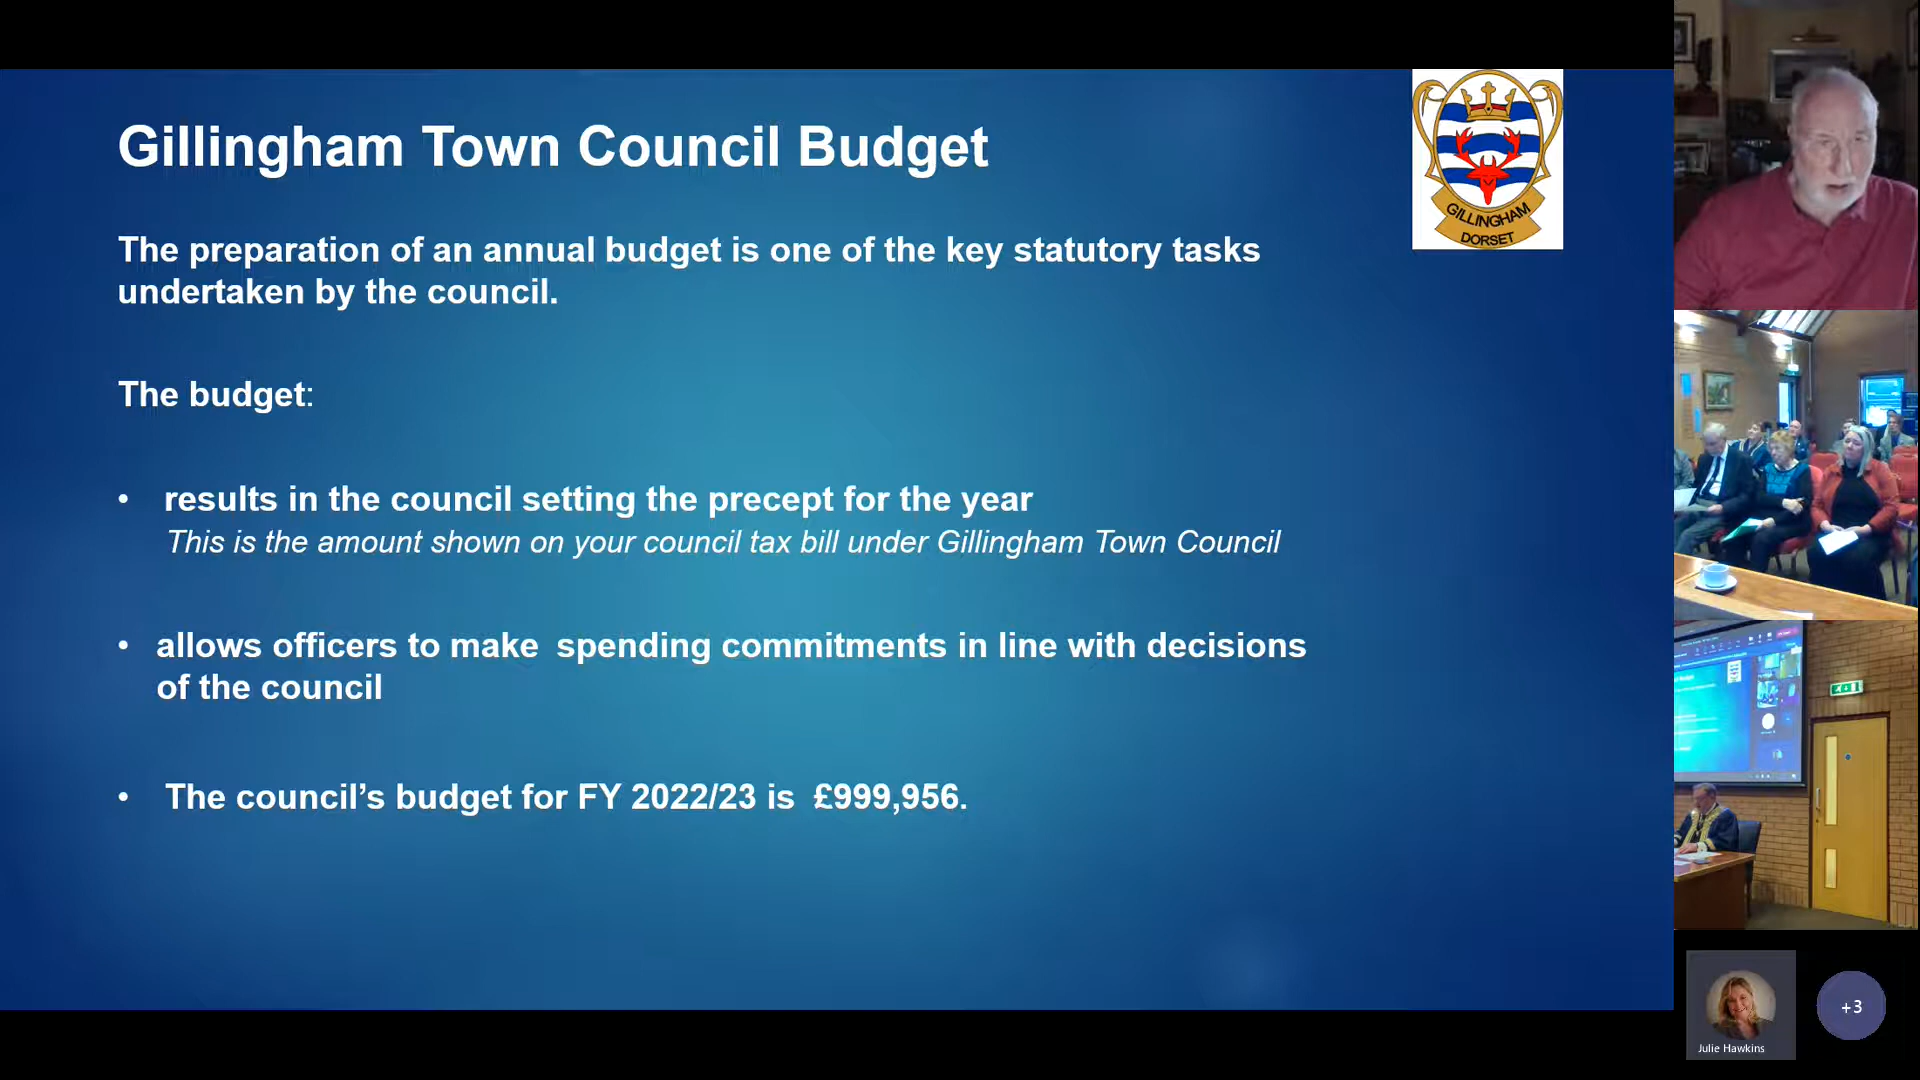 Gillingham Town Council Budget
GILLINGHAM
DORSET
The preparation of an annual budget is one of the key statutory tasks
undertaken by the council.
The budget:
• results in the council setting the precept for the year
This is the amount shown on your council tax bill under Gillingham Town Council
• allows officers to make spending commitments in line with decisions
of the council
• The council’s budget for FY 2022/23 is £999,956.
Julie Hawkins
+3